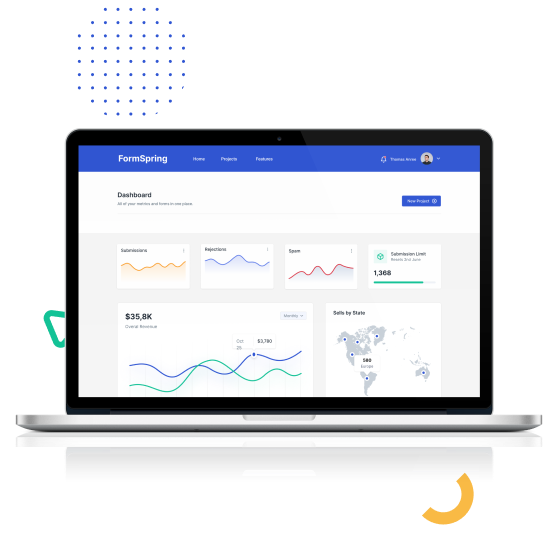 FormSpring
Home Projects Features
Thomas Annee
Dashboard
All of your metrics and forms in one place.
New Project
Submissions
Rejections
Spam
Submission Limit
Resets 2nd June
1,368
$35,8K
Overall Revenue
Monthly
Oct
25
$3,780
Sells by State
580
Europe